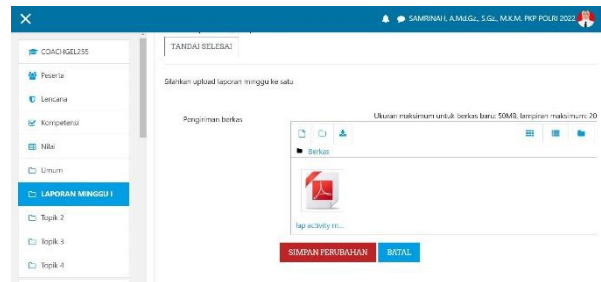 SAMRINAH, A.Md.Gz., S.Gz., M.K.M. PKP POLRI 2022
COACHGEL255
Peserta
Lencana
Kompetensi
Nilai
Umum
LAPORAN MINGGU I
Topik 2
Topik 3
Topik 4
TANDAI SELESAI
Silahkan upload laporan minggu ke satu
Pengiriman berkas
Ukuran maksimum untuk berkas baru: 50MB, lampiran maksimum: 20
Berkas
lap activity m...
SIMPAN PERUBAHAN
BATAL